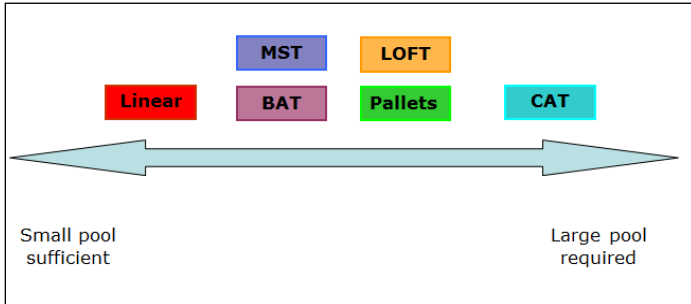 MST LOFT
Linear BAT Pallets CAT
Small pool
sufficient
Large pool
required